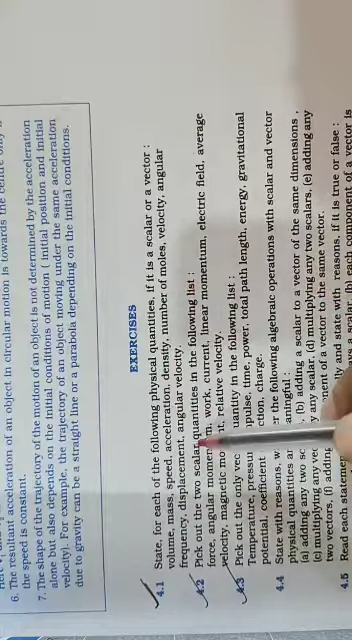 6. The resultant acceleration of an object in circular motion is towards the centre only
the speed is constant.
7. The shape of the trajectory of the motion of an object is not determined by the acceleration
alone but also depends on the initial conditions of motion ( initial position and initial
velocity). For example, the trajectory of an object moving under the same acceleration
due to gravity can be a straight line or a parabola depending on the initial conditions.
EXERCISES
4.1 State, for each of the following physical quantities, if it is a scalar or a vector :
volume, mass, speed, acceleration, density, number of moles, velocity, angular
frequency, displacement, angular velocity.
4.2 Pick out the two scalar quantities in the following list :
force, angular momentum, work, current, linear momentum, electric field, average
velocity, magnetic mo nt, relative velocity.
4.3 Pick out the only vec uantity in the following list :
Temperature, pressur pulse, time, power, total path length, energy, gravitational
potential, coefficient ction, charge.
4.4 State with reasons, w er the following algebraic operations with scalar and vector
physical quantities ar aningful :
(a) adding any two sc , (b) adding a scalar to a vector of the same dimensions ,
(c) multiplying any vec y any scalar, (d) multiplying any two scalars, (e) adding any
two vectors, (f) adding nent of a vector to the same vector.
4.5 Read each statemen ly and state with reasons, if it is true or false :
ays a scalar, (b) each component of a vector is